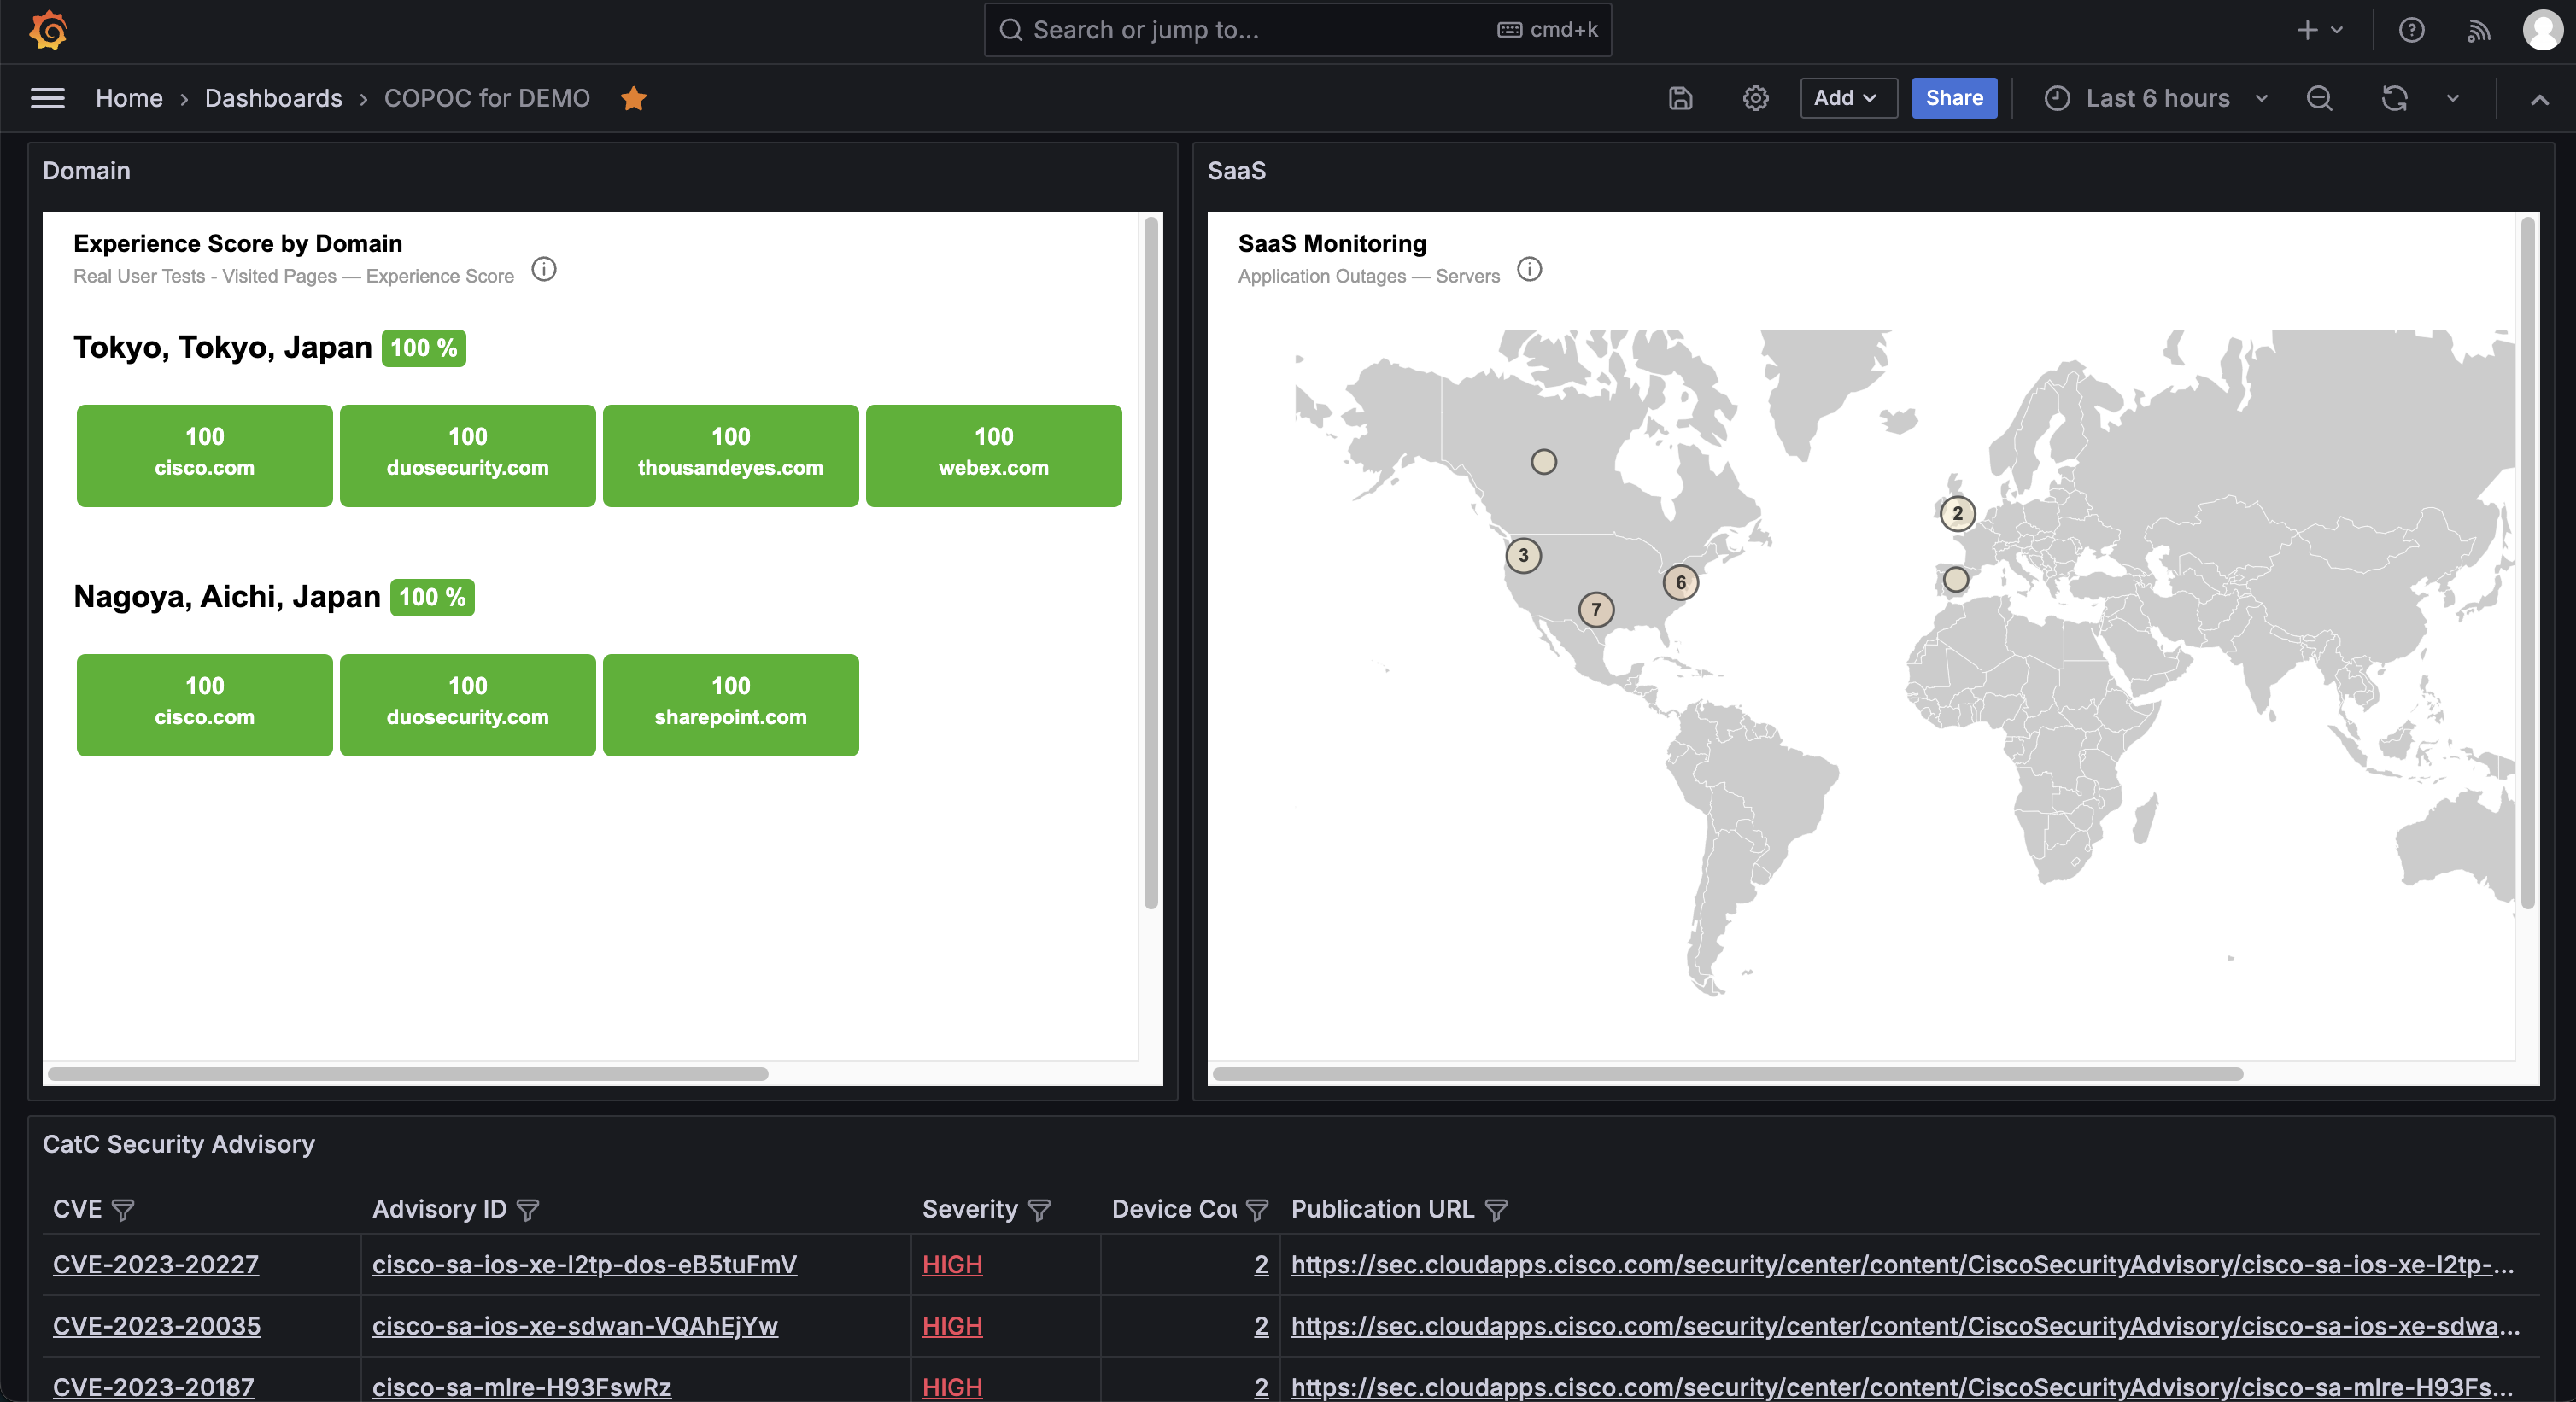 Search or jump to...
cmd+k
Home › Dashboards › COPOC for DEMO
Add
Share
Last 6 hours
Domain
Experience Score by Domain
Real User Tests - Visited Pages — Experience Score
Tokyo, Tokyo, Japan 100 %
100
cisco.com
100
duosecurity.com
100
thousandeyes.com
100
webex.com
Nagoya, Aichi, Japan 100 %
100
cisco.com
100
duosecurity.com
100
sharepoint.com
SaaS
SaaS Monitoring
Application Outages — Servers
2
3
6
7
CatC Security Advisory
CVE Advisory ID Severity Device Cou Publication URL
CVE-2023-20227 cisco-sa-ios-xe-l2tp-dos-eB5tuFmV HIGH 2 https://sec.cloudapps.cisco.com/security/center/content/CiscoSecurityAdvisory/cisco-sa-ios-xe-l2tp-...
CVE-2023-20035 cisco-sa-ios-xe-sdwan-VQAhEjYw HIGH 2 https://sec.cloudapps.cisco.com/security/center/content/CiscoSecurityAdvisory/cisco-sa-ios-xe-sdwa...
CVE-2023-20187 cisco-sa-mlre-H93FswRz HIGH 2 https://sec.cloudapps.cisco.com/security/center/content/CiscoSecurityAdvisory/cisco-sa-mlre-H93Fs...